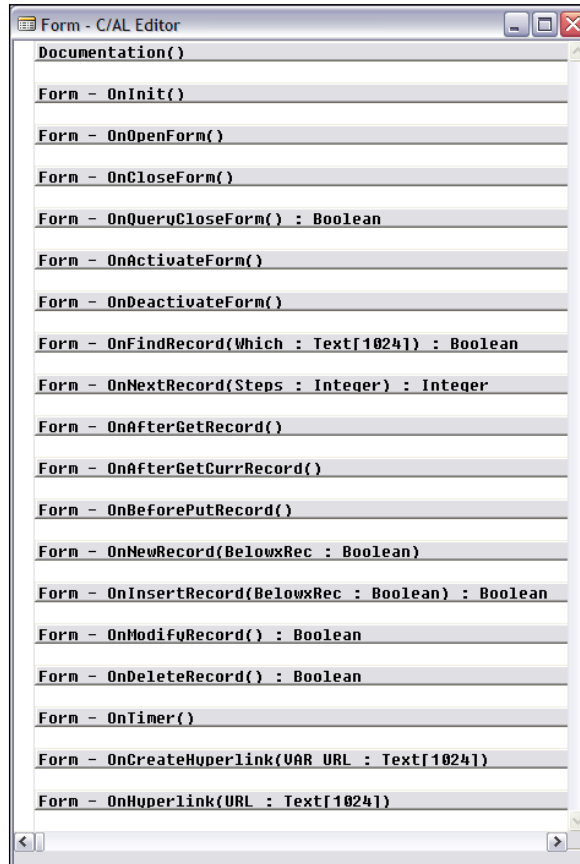 Form - C/AL Editor
Documentation()
Form - OnInit()
Form - OnOpenForm()
Form - OnCloseForm()
Form - OnQueryCloseForm() : Boolean
Form - OnActivateForm()
Form - OnDeactivateForm()
Form - OnFindRecord(Which : Text[1024]) : Boolean
Form - OnNextRecord(Steps : Integer) : Integer
Form - OnAfterGetRecord()
Form - OnAfterGetCurrRecord()
Form - OnBeforePutRecord()
Form - OnNewRecord(BelowxRec : Boolean)
Form - OnInsertRecord(BelowxRec : Boolean) : Boolean
Form - OnModifyRecord() : Boolean
Form - OnDeleteRecord() : Boolean
Form - OnTimer()
Form - OnCreateHyperlink(VAR URL : Text[1024])
Form - OnHyperlink(URL : Text[1024])